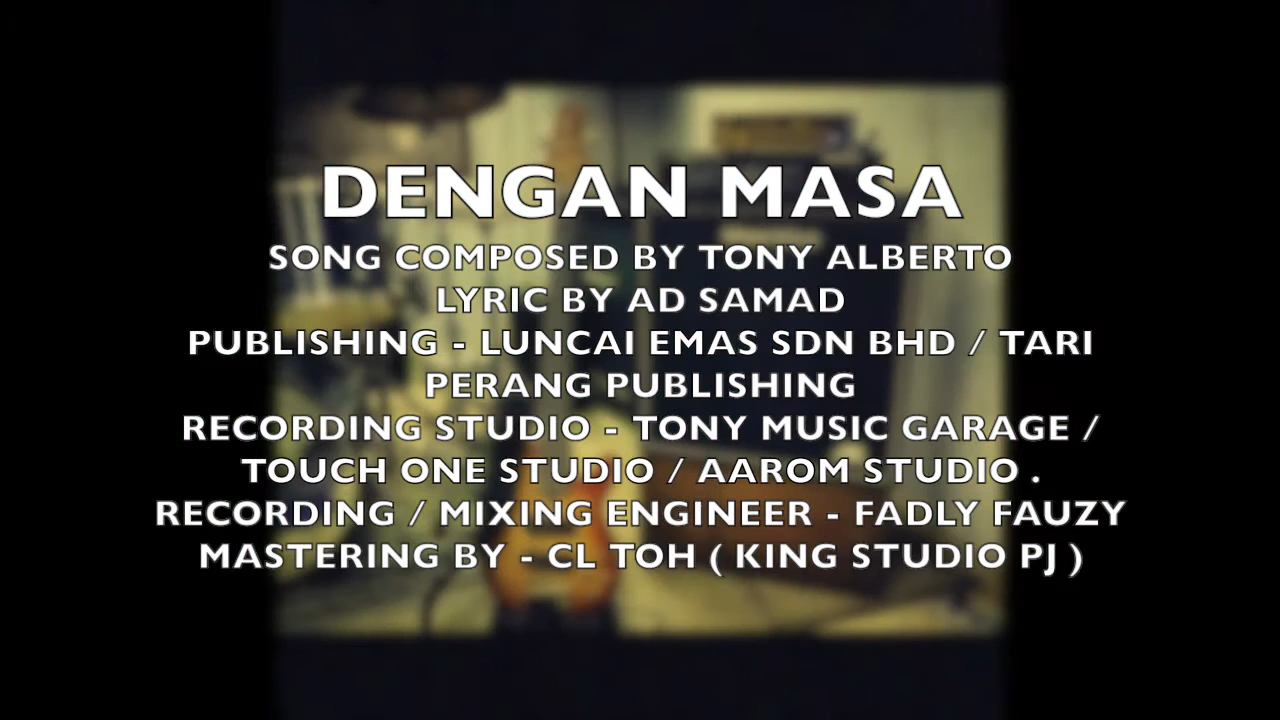 DENGAN MASA
SONG COMPOSED BY TONY ALBERTO
LYRIC BY AD SAMAD
PUBLISHING - LUNCAI EMAS SDN BHD / TARI
PERANG PUBLISHING
RECORDING STUDIO - TONY MUSIC GARAGE /
TOUCH ONE STUDIO / AAROM STUDIO .
RECORDING / MIXING ENGINEER - FADLY FAUZY
MASTERING BY - CL TOH ( KING STUDIO PJ )